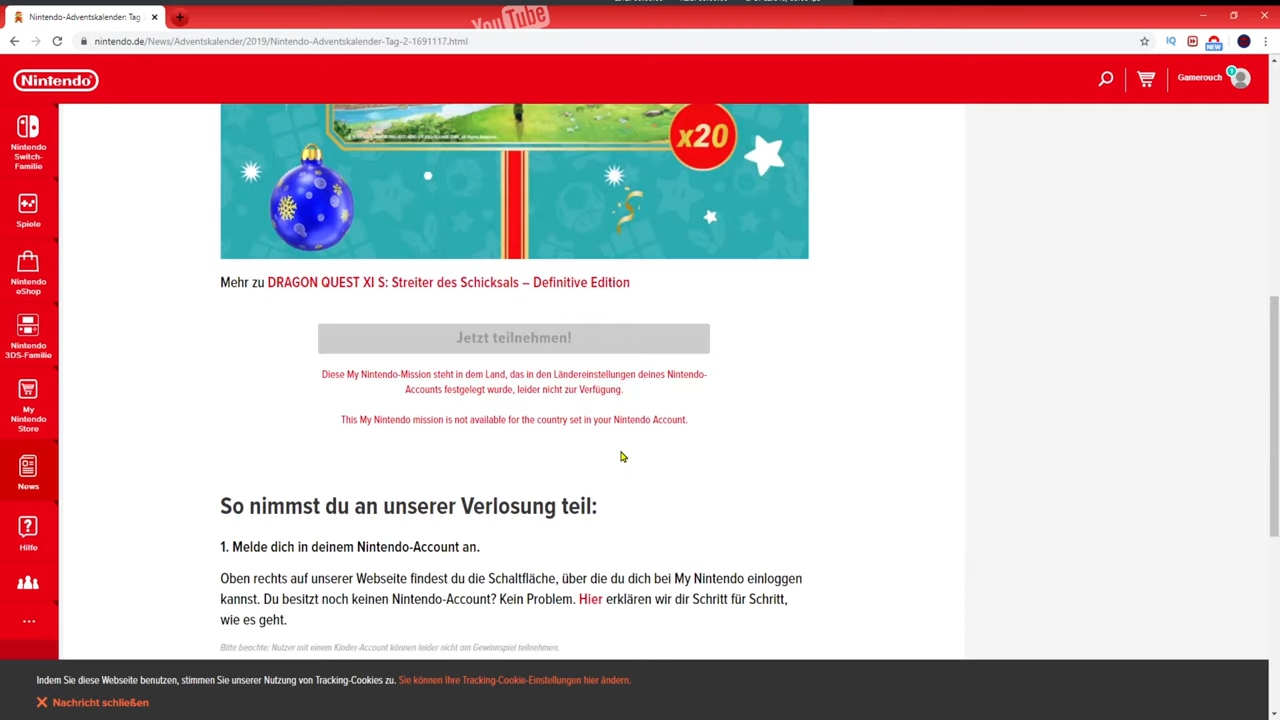 Nintendo-Adventskalender: Tag
YouTube
nintendo.de/News/Adventskalender/2019/Nintendo-Adventskalender-Tag-2-1691117.html
IQ
NEW
Nintendo
Gamerouch
Nintendo
Switch-
Familie
Spiele
Nintendo
eShop
Nintendo
3DS-Familie
My
Nintendo
Store
News
Hilfe
...
x20
Mehr zu DRAGON QUEST XI S: Streiter des Schicksals – Definitive Edition
Jetzt teilnehmen!
Diese My Nintendo-Mission steht in dem Land, das in den Ländereinstellungen deines Nintendo-
Accounts festgelegt wurde, leider nicht zur Verfügung.
This My Nintendo mission is not available for the country set in your Nintendo Account.
So nimmst du an unserer Verlosung teil:
1. Melde dich in deinem Nintendo-Account an.
Oben rechts auf unserer Webseite findest du die Schaltfläche, über die du dich bei My Nintendo einloggen
kannst. Du besitzt noch keinen Nintendo-Account? Kein Problem. Hier erklären wir dir Schritt für Schritt,
wie es geht.
Bitte beachte: Nutzer mit einem Kinder-Account können leider nicht am Gewinnspiel teilnehmen.
Indem Sie diese Webseite benutzen, stimmen Sie unserer Nutzung von Tracking-Cookies zu. Sie können Ihre Tracking-Cookie-Einstellungen hier ändern.
Nachricht schließen